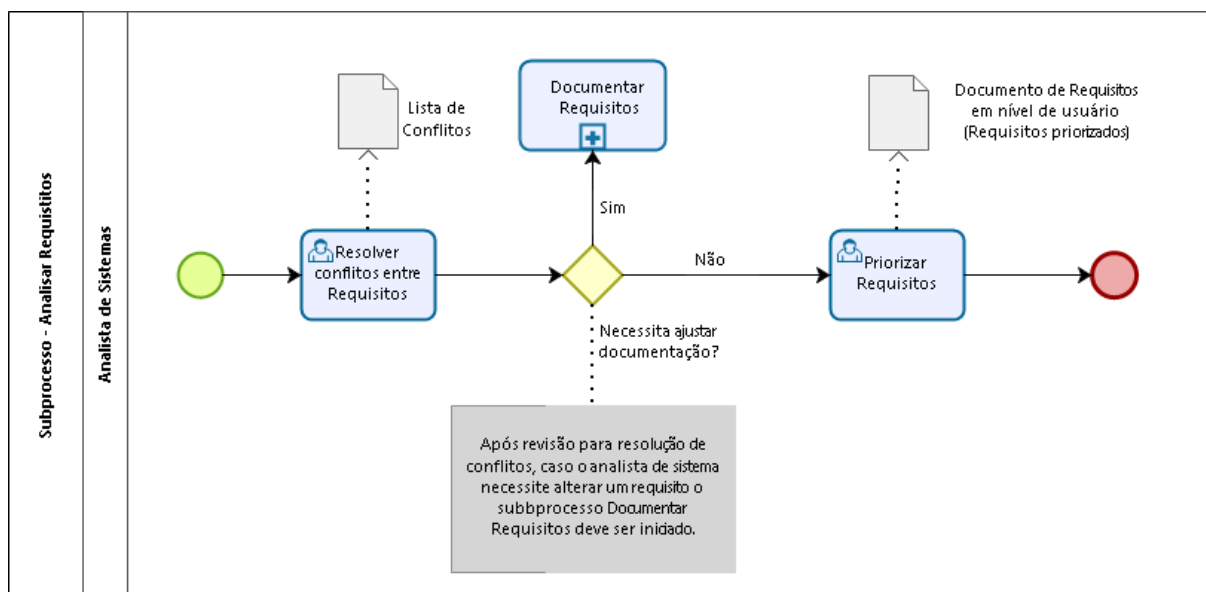 Subprocesso - Analisar Requistitos
Analista de Sistemas
Lista de
Conflitos
Documentar
Requisitos
Documento de Requisitos
em nível de usuário
(Requisitos priorizados)
Sim
Resolver
conflitos entre
Requisitos
Não
Priorizar
Requisitos
Necessita ajustar
documentação?
Após revisão para resolução de
conflitos, caso o analista de sistema
necessite alterar um requisito o
subbprocesso Documentar
Requisitos deve ser iniciado.